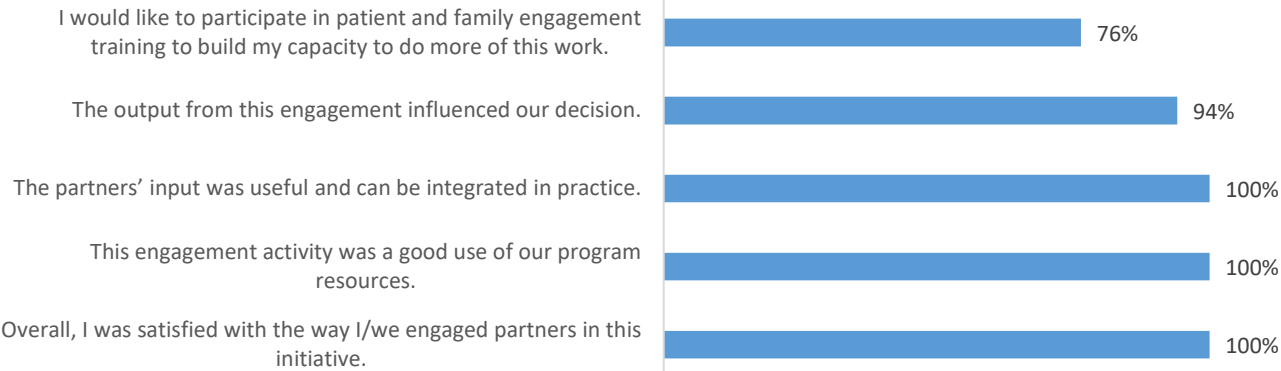 I would like to participate in patient and family engagement
training to build my capacity to do more of this work.
76%
The output from this engagement influenced our decision.
94%
The partners’ input was useful and can be integrated in practice.
100%
This engagement activity was a good use of our program
resources.
100%
Overall, I was satisfied with the way I/we engaged partners in this
initiative.
100%